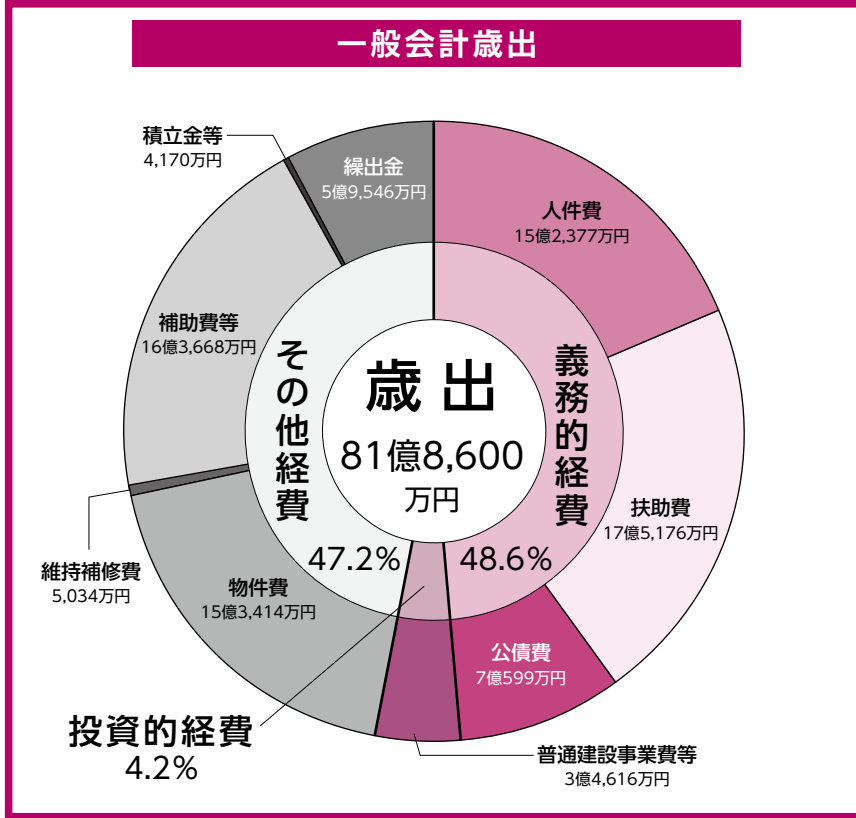 一般会計歳出
積立金等
4,170万円
繰出金
5億9,546万円
人件費
15億2,377万円
補助費等
16億3,668万円
その他経費
47.2%
歳出
81億8,600
万円
義務的経費
48.6%
扶助費
17億5,176万円
維持補修費
5,034万円
物件費
15億3,414万円
公債費
7億599万円
投資的経費
4.2%
普通建設事業費等
3億4,616万円